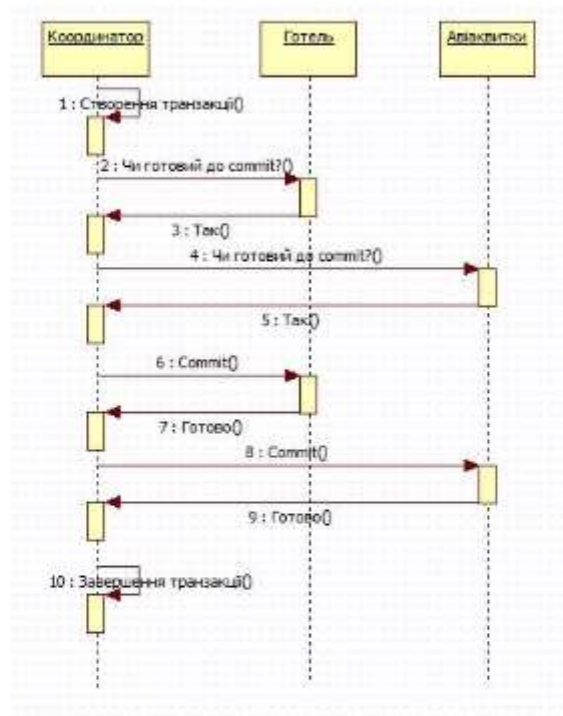 Координатор
Готель
Авіаквитки
1 : Створення транзакції()
2 : Чи готовий до commit?()
3 : Так()
4 : Чи готовий до commit?()
5 : Так()
6 : Commit()
7 : Готово()
8 : Commit()
9 : Готово()
10 : Завершення транзакції()